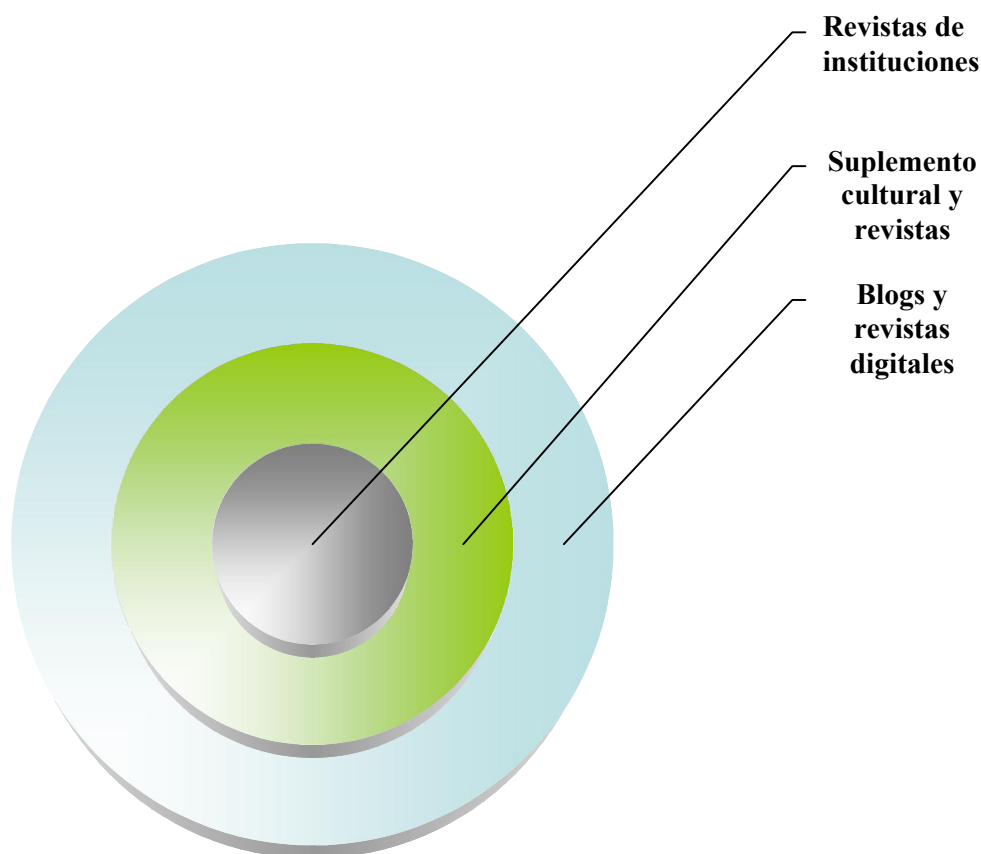 Revistas de
instituciones
Suplemento
cultural y
revistas
Blogs y
revistas
digitales